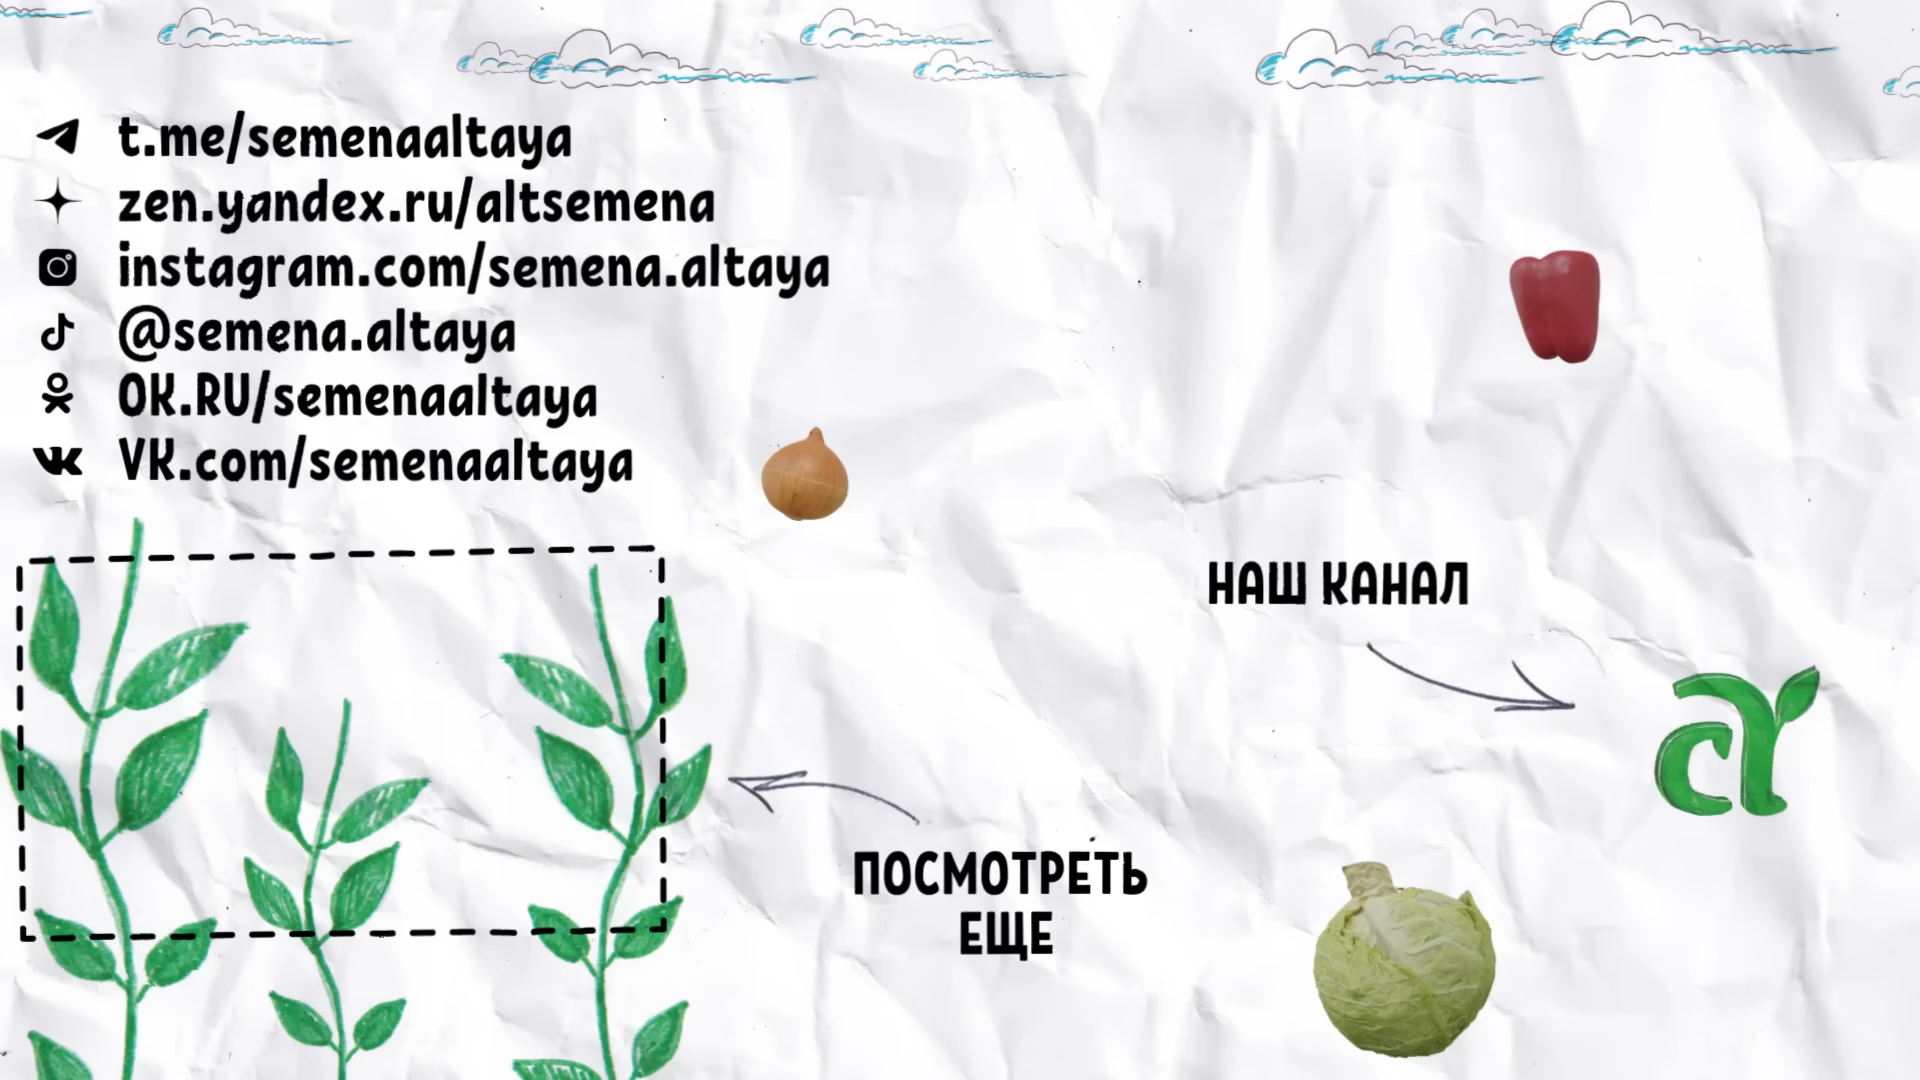 t.me/semenaaltaya
zen.yandex.ru/altsemena
instagram.com/semena.altaya
@semena.altaya
OK.RU/semenaaltaya
VK.com/semenaaltaya
НАШ КАНАЛ
ПОСМОТРЕТЬ
ЕЩЕ